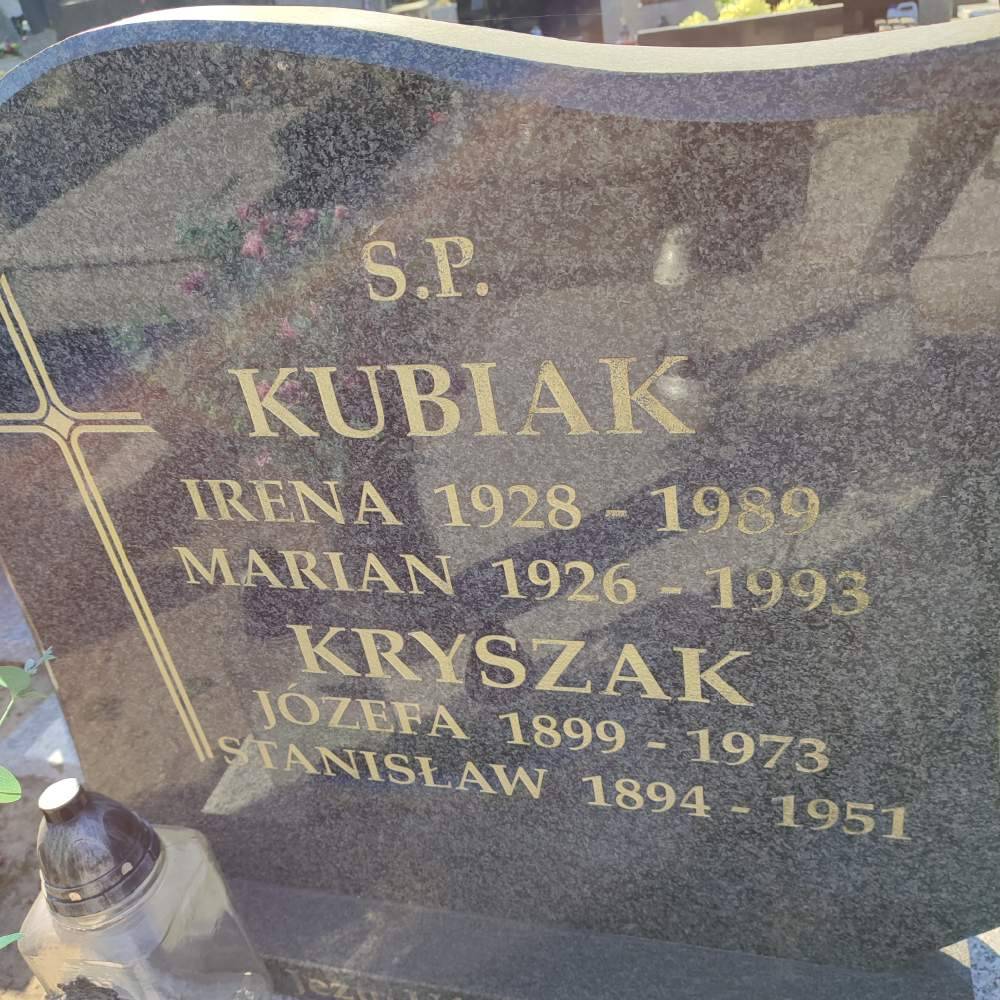 Ś.P.
KUBIAK
IRENA 1928 - 1989
MARIAN 1926 - 1993
KRYSZAK
JÓZEFA 1899 - 1973
STANISŁAW 1894 - 1951